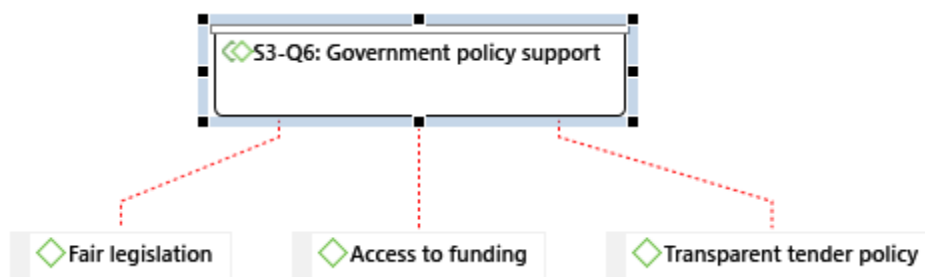 S3-Q6: Government policy support
Fair legislation
Access to funding
Transparent tender policy